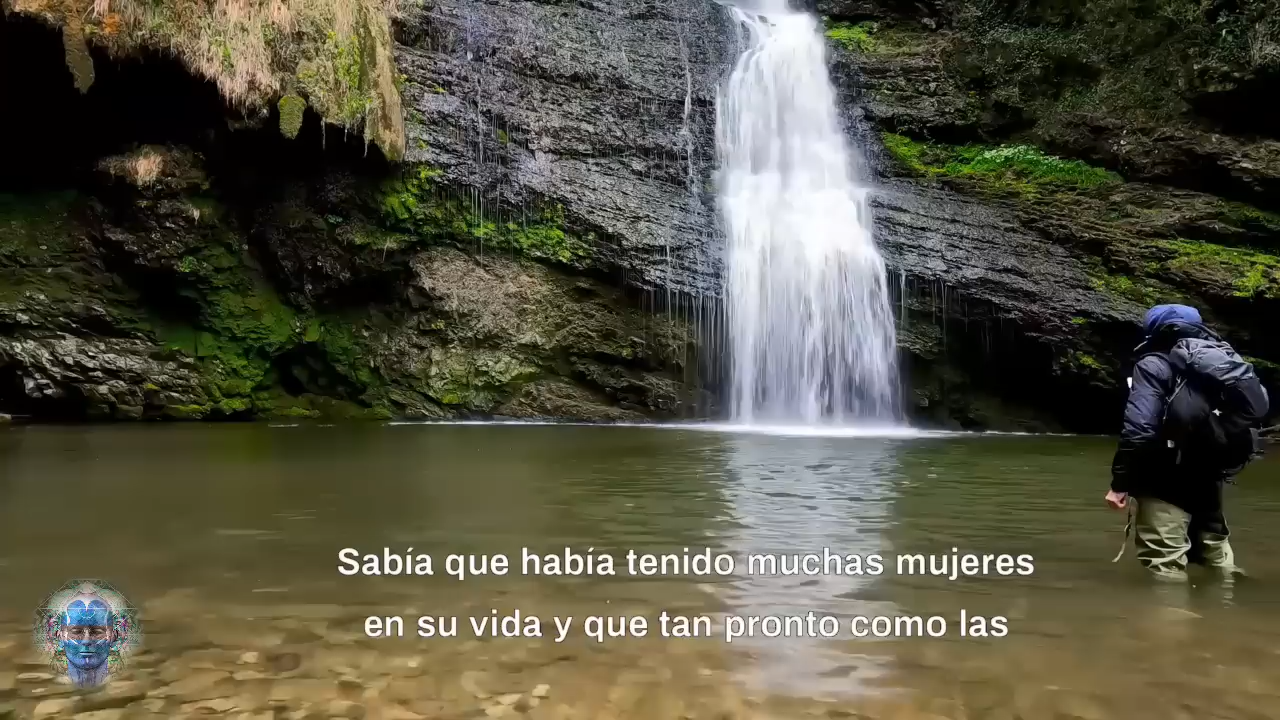 Sabía que había tenido muchas mujeres
en su vida y que tan pronto como las